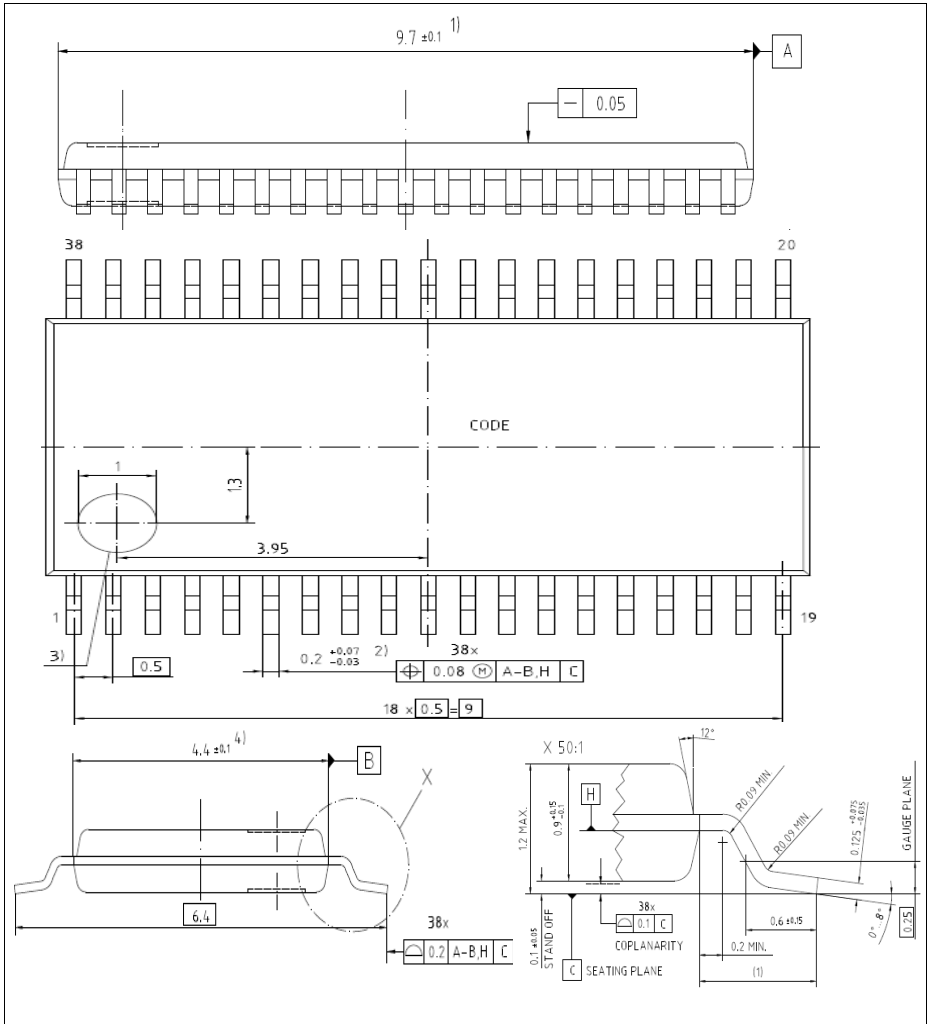 9.7 ±0.1 1)
A
— 0.05
38
20
CODE
1
1.3
3.95
1
19
3)
0.5
0.2 +0.07 -0.03 2)
38x
⌖ 0.08 Ⓜ A-B,H C
18 x 0.5 = 9
4.4 ±0.1 4)
B
X
6.4
38x
⌓ 0.2 A-B,H C
X 50:1
12°
1.2 MAX.
0.9 +0.15 -0.1
H
R0.09 MIN.
R0.09 MIN.
0.125 +0.075 -0.035
GAUGE PLANE
0.25
0°...8°
0.6 ±0.15
0.2 MIN.
(1)
38x
⌓ 0.1 C
COPLANARITY
0.1 ±0.05
STAND OFF
C SEATING PLANE